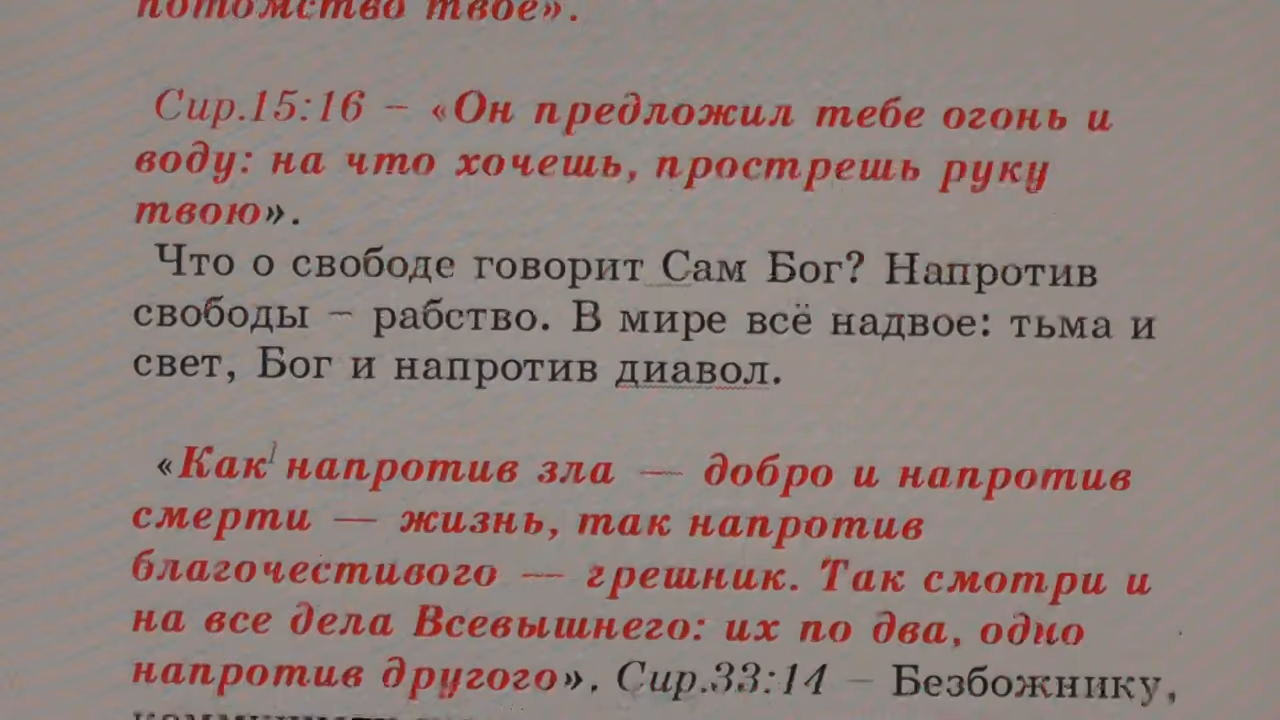 потомство твое».
Сир.15:16 – «Он предложил тебе огонь и
воду: на что хочешь, прострешь руку
твою».
Что о свободе говорит Сам Бог? Напротив
свободы – рабство. В мире всё надвое: тьма и
свет, Бог и напротив диавол.
«Как напротив зла — добро и напротив
смерти — жизнь, так напротив
благочестивого — грешник. Так смотри и
на все дела Всевышнего: их по два, одно
напротив другого». Сир.33:14 – Безбожнику,